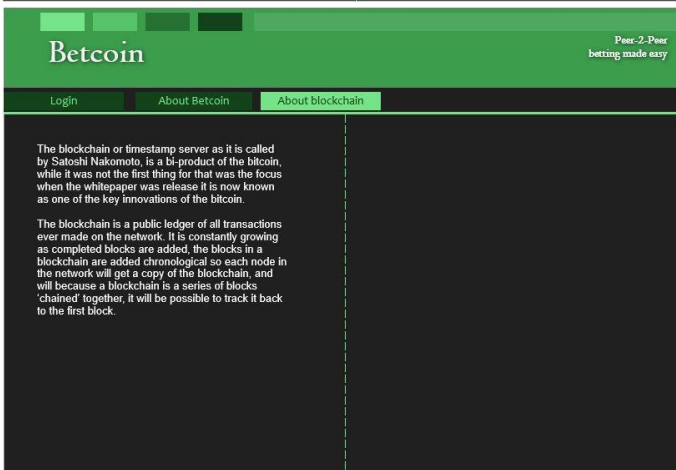 Betcoin
Peer-2-Peer
betting made easy
Login
About Betcoin
About blockchain
The blockchain or timestamp server as it is called
by Satoshi Nakomoto, is a bi-product of the bitcoin,
while it was not the first thing for that was the focus
when the whitepaper was release it is now known
as one of the key innovations of the bitcoin.
The blockchain is a public ledger of all transactions
ever made on the network. It is constantly growing
as completed blocks are added, the blocks in a
blockchain are added chronological so each node in
the network will get a copy of the blockchain, and
will because a blockchain is a series of blocks
‘chained’ together, it will be possible to track it back
to the first block.